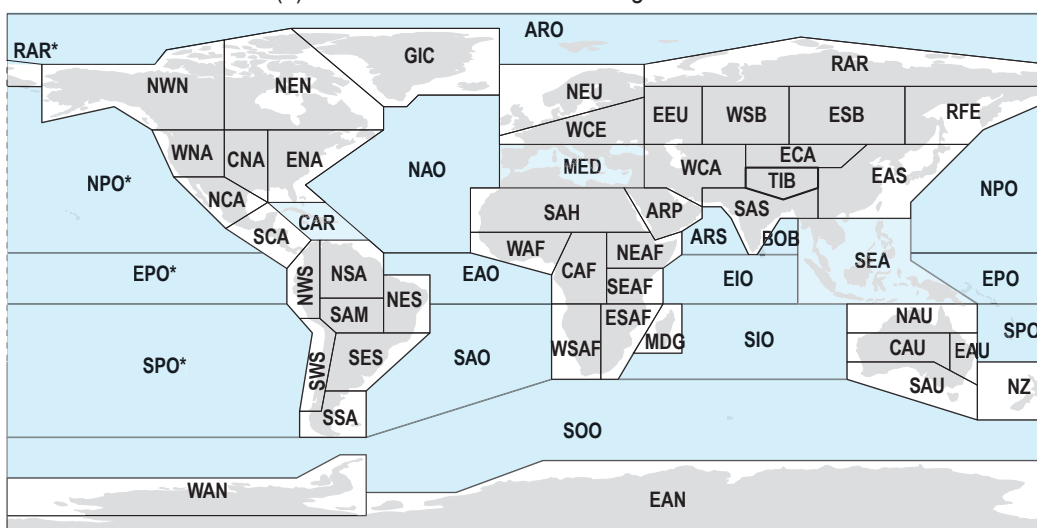 ARO
RAR*
GIC
RAR
NWN
NEN
NEU
EEU
WSB
ESB
RFE
WCE
WNA
CNA
ENA
MED
WCA
ECA
EAS
NAO
TIB
NPO*
NPO
NCA
SAH
ARP
SAS
CAR
SCA
WAF
NEAF
ARS
BOB
CAF
SEA
EPO*
NWS
NSA
EAO
EIO
EPO
SEAF
NES
SAM
ESAF
NAU
SPO
MDG
SIO
WSAF
CAU
EAU
SPO*
SWS
SES
SAO
SAU
NZ
SSA
SOO
WAN
EAN